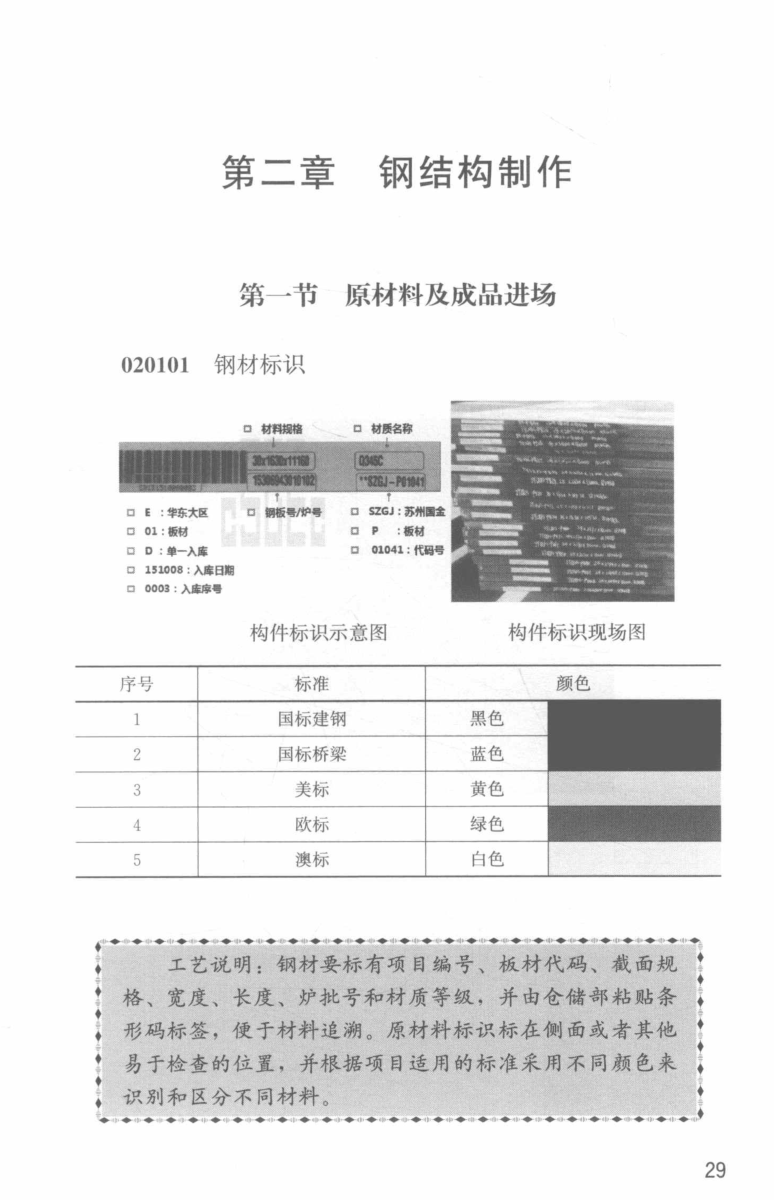 第二章 钢结构制作
第一节 原材料及成品进场
020101 钢材标识
□ 材料规格 □ 材质名称
30x1630x11160 Q345C
15306943010102 **SZGJ-P01041
□ E :华东大区 □ 钢板号/炉号 □ SZGJ:苏州国金
□ 01:板材 □ P :板材
□ D:单一入库 □ 01041:代码号
□ 151008:入库日期
□ 0003:入库序号
构件标识示意图 构件标识现场图
序号 标准 颜色
1 国标建钢 黑色
2 国标桥梁 蓝色
3 美标 黄色
4 欧标 绿色
5 澳标 白色
工艺说明:钢材要标有项目编号、板材代码、截面规
格、宽度、长度、炉批号和材质等级,并由仓储部粘贴条
形码标签,便于材料追溯。原材料标识标在侧面或者其他
易于检查的位置,并根据项目适用的标准采用不同颜色来
识别和区分不同材料。
29